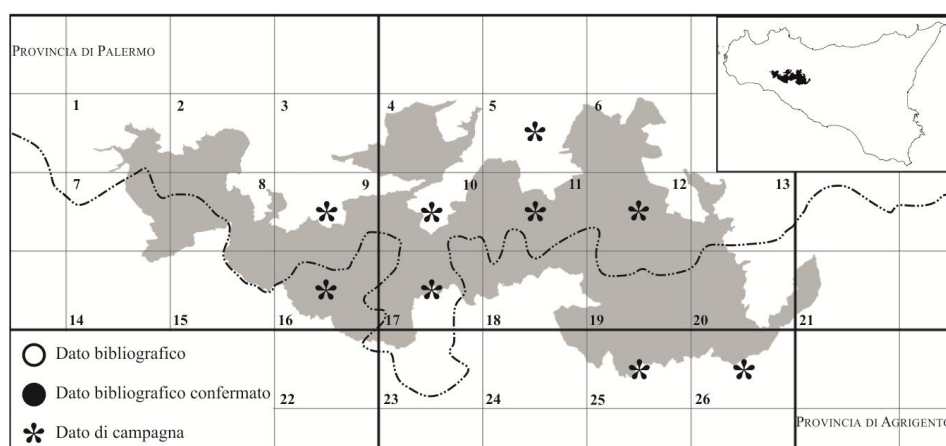 PROVINCIA DI PALERMO
1 2 3 4 5 6
7 8 9 10 11 12 13
14 15 16 17 18 19 20 21
Dato bibliografico
Dato bibliografico confermato
22 23 24 25 26
Dato di campagna
PROVINCIA DI AGRIGENTO